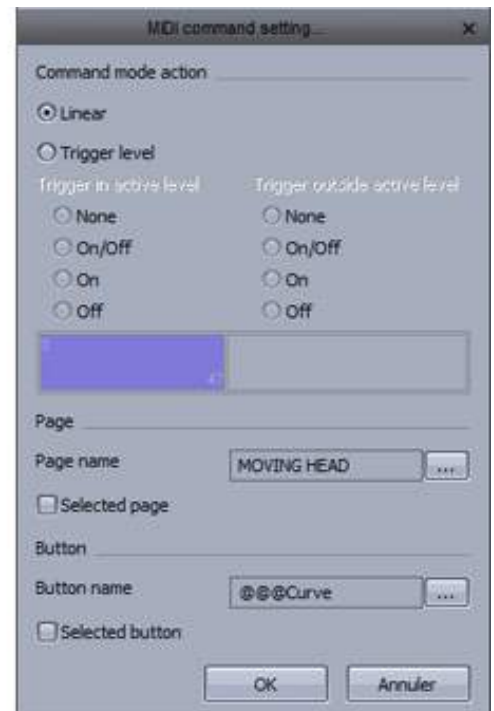 MIDI command setting...
Command mode action
Linear
Trigger level
Trigger in active level Trigger outside active level
None None
On/Off On/Off
On On
Off Off
47
Page
Page name MOVING HEAD ...
Selected page
Button
Button name @@@Curve ...
Selected button
OK Annuler